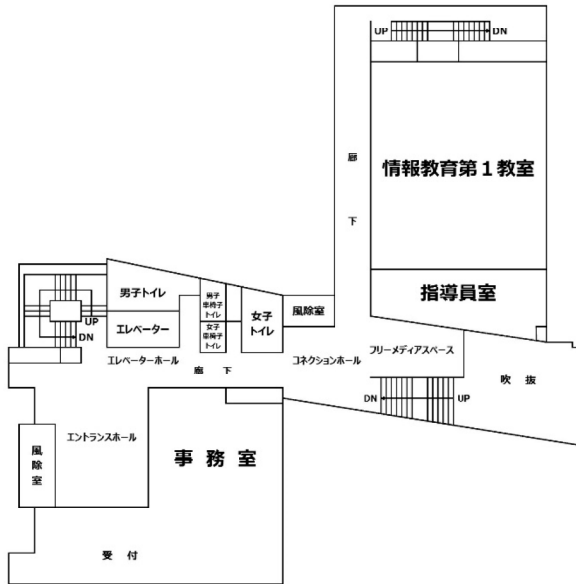 UP
DN
情報教育第１教室
廊
下
指導員室
男子トイレ
男子
車椅子
トイレ
女子
トイレ
風除室
UP
DN
エレベーター
女子
車椅子
トイレ
エレベーターホール
廊 下
コネクションホール
フリーメディアスペース
吹 抜
DN
UP
エントランスホール
風
除
室
事 務 室
受 付